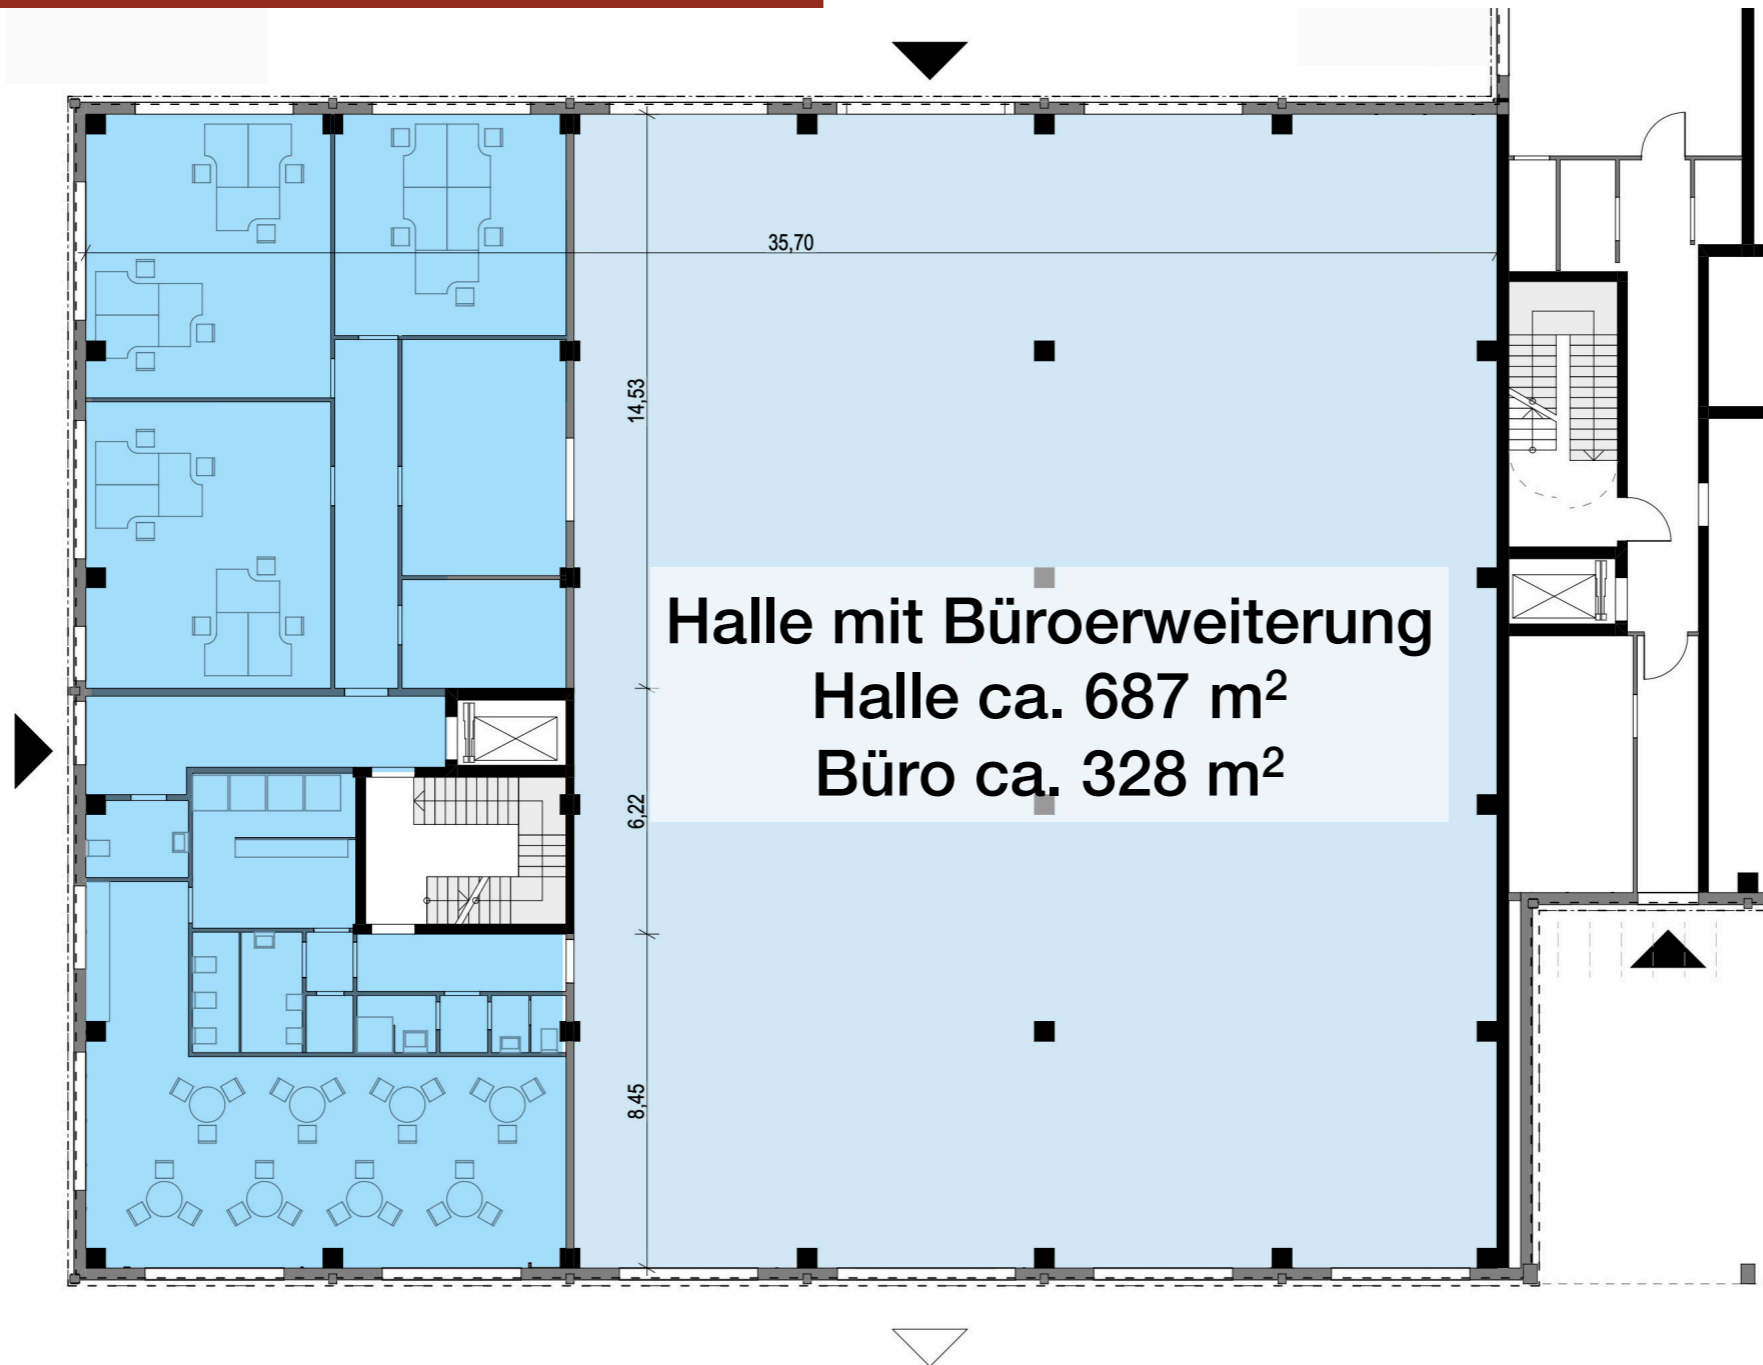 35,70
14,53
Halle mit Büroerweiterung
Halle ca. 687 m²
Büro ca. 328 m²
6,22
8,45